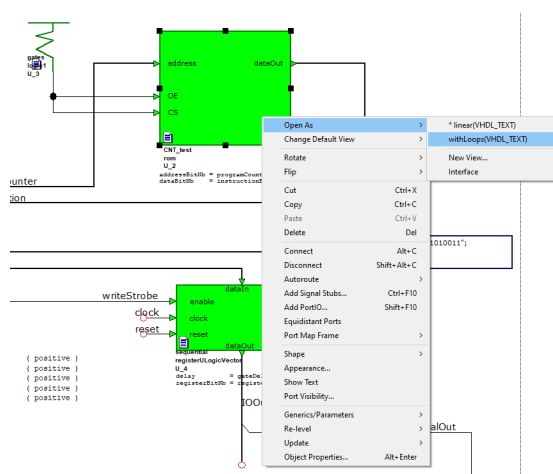 gates
U_3
address
dataOut
OE
CS
CNT_test
rom
U_2
addressBitNb = programCount
dataBitNb = instructionB
ounter
tion
Open As
* linear(VHDL_TEXT)
withLoops(VHDL_TEXT)
Change Default View
New View...
Interface
Rotate
Flip
Cut Ctrl+X
Copy Ctrl+C
Paste Ctrl+V
Delete Del
Connect Alt+C
Disconnect Shift+Alt+C
Autoroute
Add Signal Stubs... Ctrl+F10
Add PortIO... Shift+F10
Equidistant Ports
Port Map Frame
Shape
Appearance...
Show Text
Port Visibility...
Generics/Parameters
Re-level
Update
Object Properties... Alt+Enter
1010011";
writeStrobe
clock
reset
dataIn
enable
clock
reset
dataOut
sequential
registerULogicVector
U_4
delay = gateDe
registerBitNb = regist
( positive )
( positive )
( positive )
( positive )
( positive )
IOOu
alOut